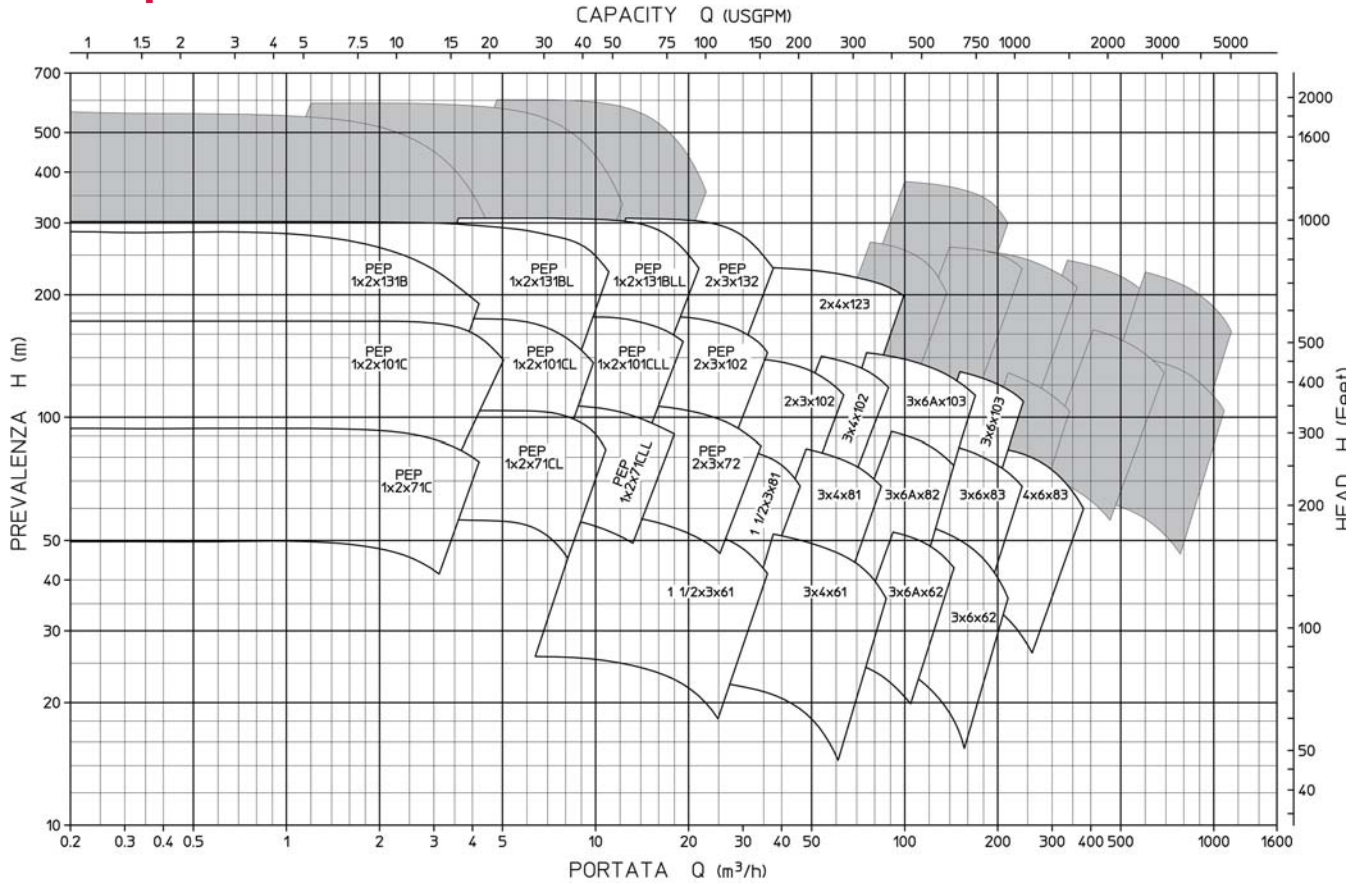 CAPACITY Q (USGPM)
1 1.5 2 3 4 5 7.5 10 15 20 30 40 50 75 100 150 200 300 500 750 1000 2000 3000 5000
700
500
400
300
200
100
50
40
30
20
10
PREVALENZA H (m)
2000
1600
1000
500
400
300
200
100
50
40
HEAD H (Feet)
PEP
1x2x131B
PEP
1x2x131BL
PEP
1x2x131BLL
PEP
2x3x132
2x4x123
PEP
1x2x101C
PEP
1x2x101CL
PEP
1x2x101CLL
PEP
2x3x102
2x3x102
3x4x102
3x6Ax103
3x6x103
PEP
1x2x71C
PEP
1x2x71CL
PEP
1x2x71CLL
PEP
2x3x72
1 1/2x3x81
3x4x81
3x6Ax82
3x6x83
4x6x83
1 1/2x3x61
3x4x61
3x6Ax62
3x6x62
0.2 0.3 0.4 0.5 1 2 3 4 5 10 20 30 40 50 100 200 300 400 500 1000 1600
PORTATA Q (m³/h)